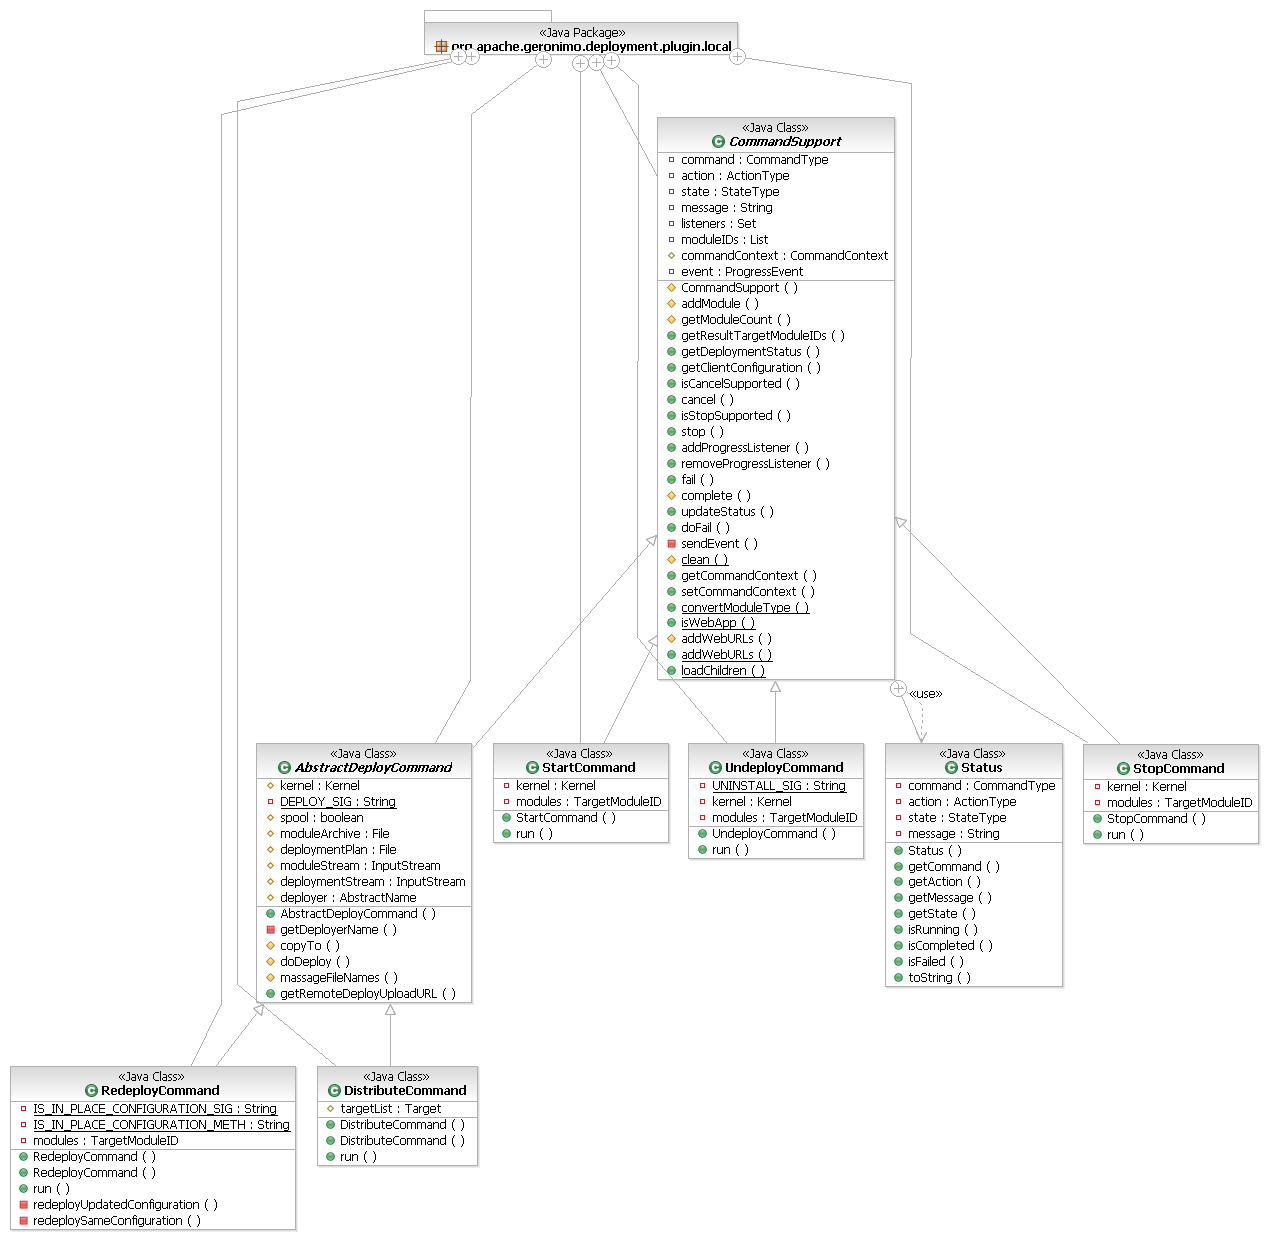 «Java Package»
org.apache.geronimo.deployment.plugin.local
«Java Class»
CommandSupport
command : CommandType
action : ActionType
state : StateType
message : String
listeners : Set
moduleIDs : List
commandContext : CommandContext
event : ProgressEvent
CommandSupport ( )
addModule ( )
getModuleCount ( )
getResultTargetModuleIDs ( )
getDeploymentStatus ( )
getClientConfiguration ( )
isCancelSupported ( )
cancel ( )
isStopSupported ( )
stop ( )
addProgressListener ( )
removeProgressListener ( )
fail ( )
complete ( )
updateStatus ( )
doFail ( )
sendEvent ( )
clean ( )
getCommandContext ( )
setCommandContext ( )
convertModuleType ( )
isWebApp ( )
addWebURLs ( )
addWebURLs ( )
loadChildren ( )
«use»
«Java Class»
AbstractDeployCommand
kernel : Kernel
DEPLOY_SIG : String
spool : boolean
moduleArchive : File
deploymentPlan : File
moduleStream : InputStream
deploymentStream : InputStream
deployer : AbstractName
AbstractDeployCommand ( )
getDeployerName ( )
copyTo ( )
doDeploy ( )
massageFileNames ( )
getRemoteDeployUploadURL ( )
«Java Class»
StartCommand
kernel : Kernel
modules : TargetModuleID
StartCommand ( )
run ( )
«Java Class»
UndeployCommand
UNINSTALL_SIG : String
kernel : Kernel
modules : TargetModuleID
UndeployCommand ( )
run ( )
«Java Class»
Status
command : CommandType
action : ActionType
state : StateType
message : String
Status ( )
getCommand ( )
getAction ( )
getMessage ( )
getState ( )
isRunning ( )
isCompleted ( )
isFailed ( )
toString ( )
«Java Class»
StopCommand
kernel : Kernel
modules : TargetModuleID
StopCommand ( )
run ( )
«Java Class»
RedeployCommand
IS_IN_PLACE_CONFIGURATION_SIG : String
IS_IN_PLACE_CONFIGURATION_METH : String
modules : TargetModuleID
RedeployCommand ( )
RedeployCommand ( )
run ( )
redeployUpdatedConfiguration ( )
redeploySameConfiguration ( )
«Java Class»
DistributeCommand
targetList : Target
DistributeCommand ( )
DistributeCommand ( )
run ( )